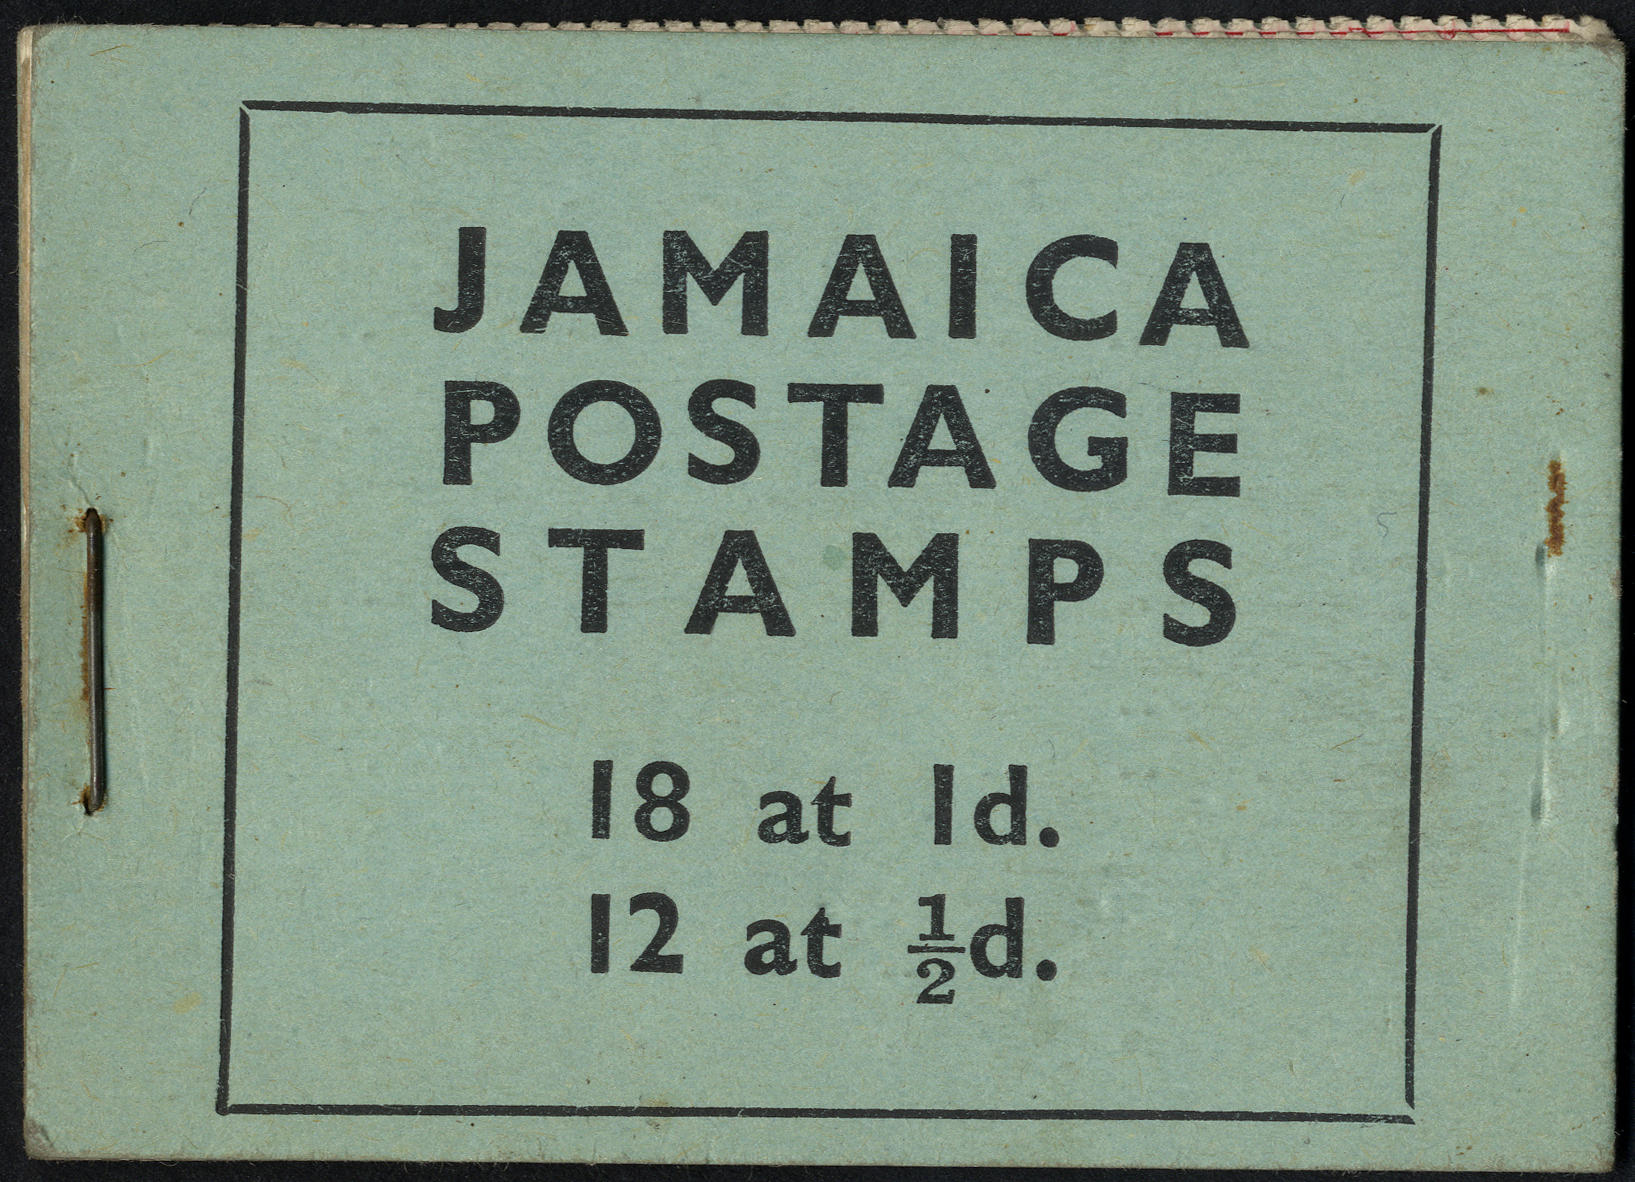 JAMAICA
POSTAGE
STAMPS
18 at 1d.
12 at ½d.